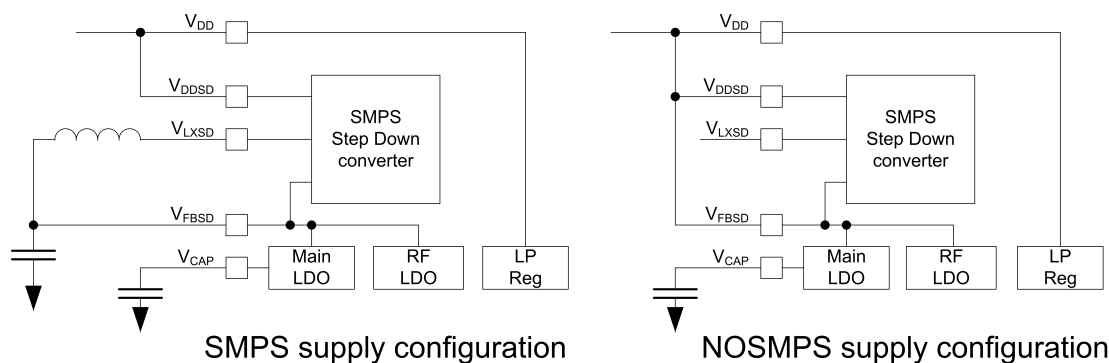 VDD
VDDSD
VLXSD
VFBSD
VCAP
SMPS
Step Down
converter
Main
LDO
RF
LDO
LP
Reg
SMPS supply configuration
VDD
VDDSD
VLXSD
VFBSD
VCAP
SMPS
Step Down
converter
Main
LDO
RF
LDO
LP
Reg
NOSMPS supply configuration